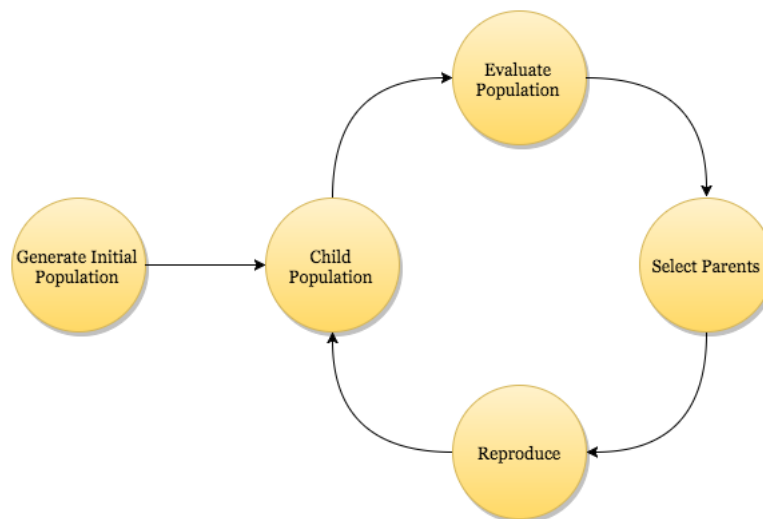 Evaluate
Population
Generate Initial
Population
Child
Population
Select Parents
Reproduce